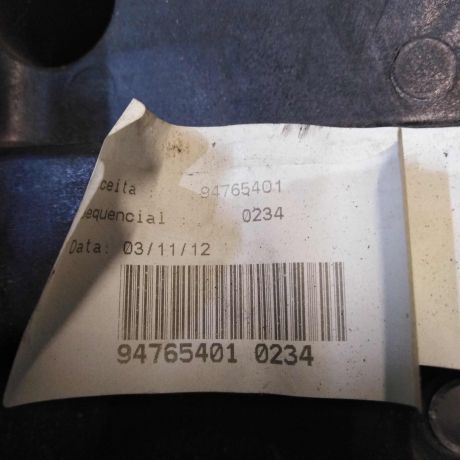 ceita : 94765401
equencial : 0234
Data: 03/11/12
94765401 0234